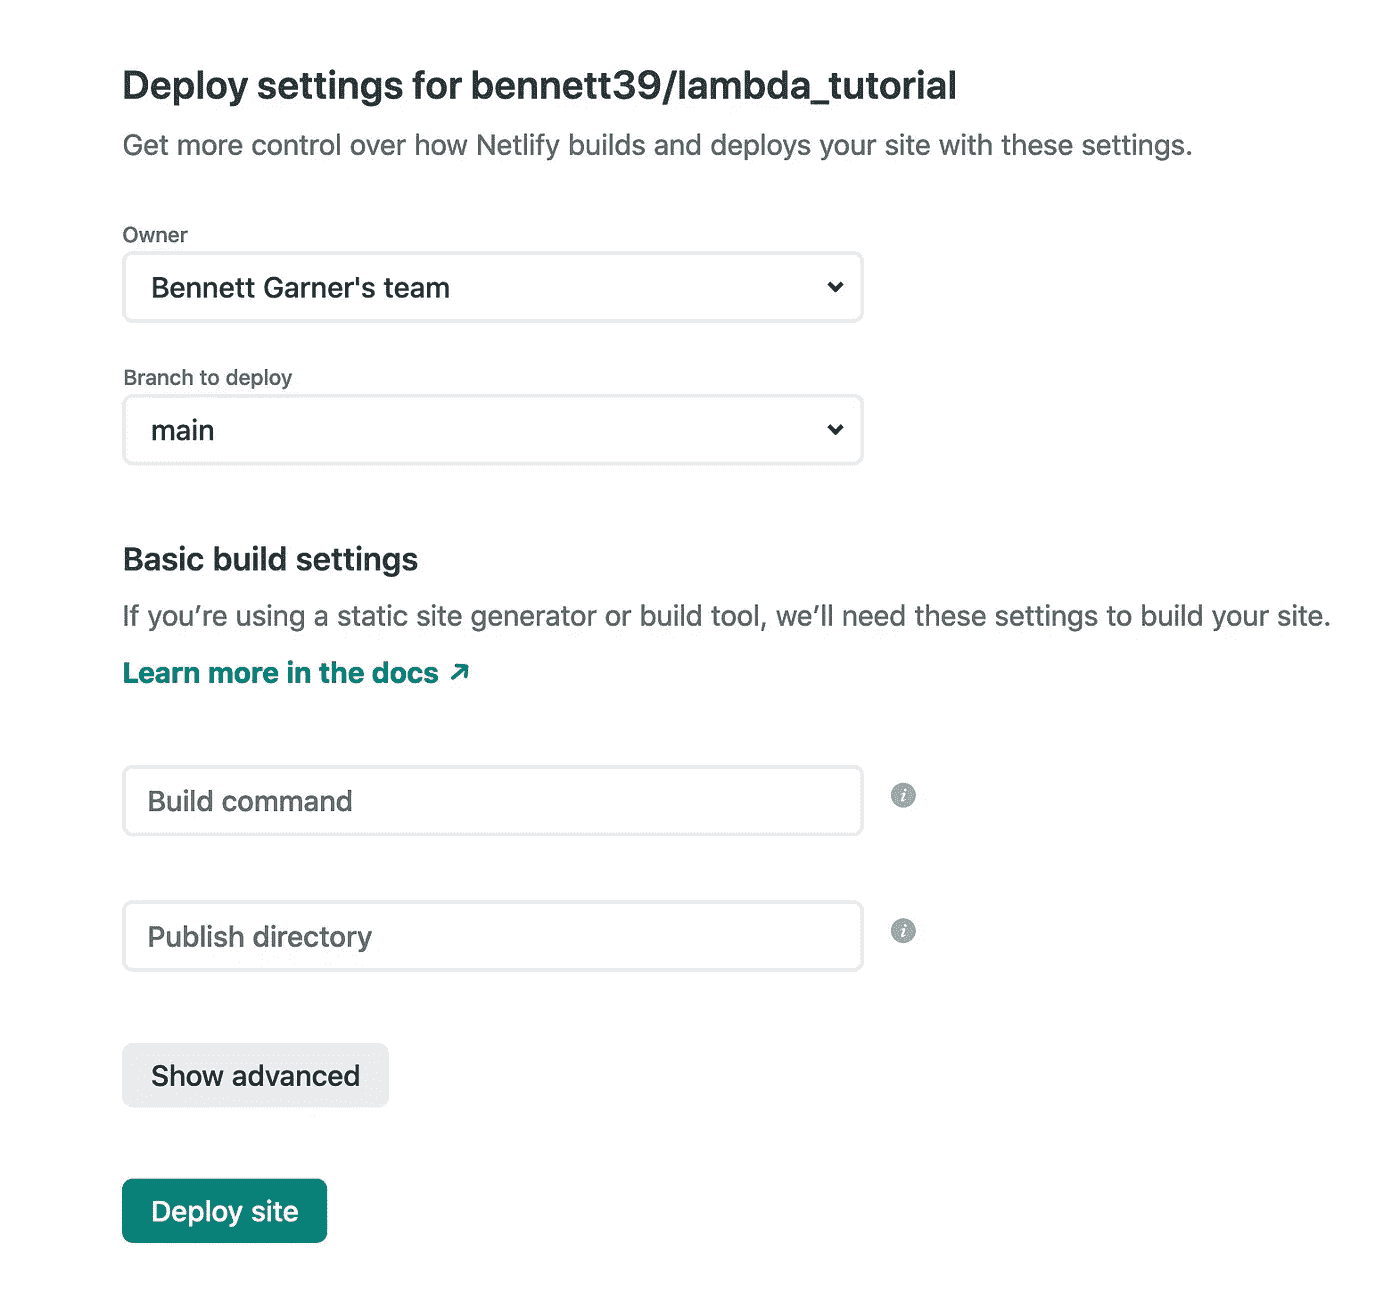 Deploy settings for bennett39/lambda_tutorial
Get more control over how Netlify builds and deploys your site with these settings.
Owner
Bennett Garner's team
Branch to deploy
main
Basic build settings
If you’re using a static site generator or build tool, we’ll need these settings to build your site.
Learn more in the docs ↗
Build command
Publish directory
Show advanced
Deploy site